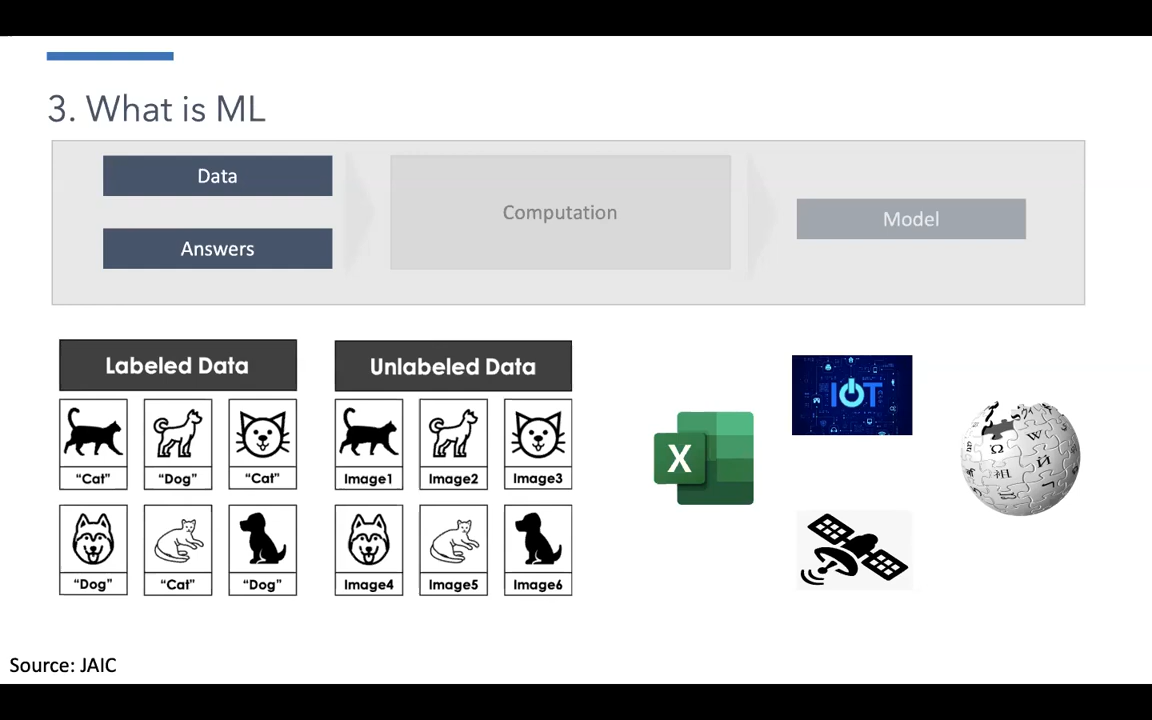 3. What is ML
Data
Answers
Computation
Model
Labeled Data
"Cat"
"Dog"
"Cat"
"Dog"
"Cat"
"Dog"
Unlabeled Data
Image1
Image2
Image3
Image4
Image5
Image6
X
IOT
Ω
W
И
祖
Source: JAIC